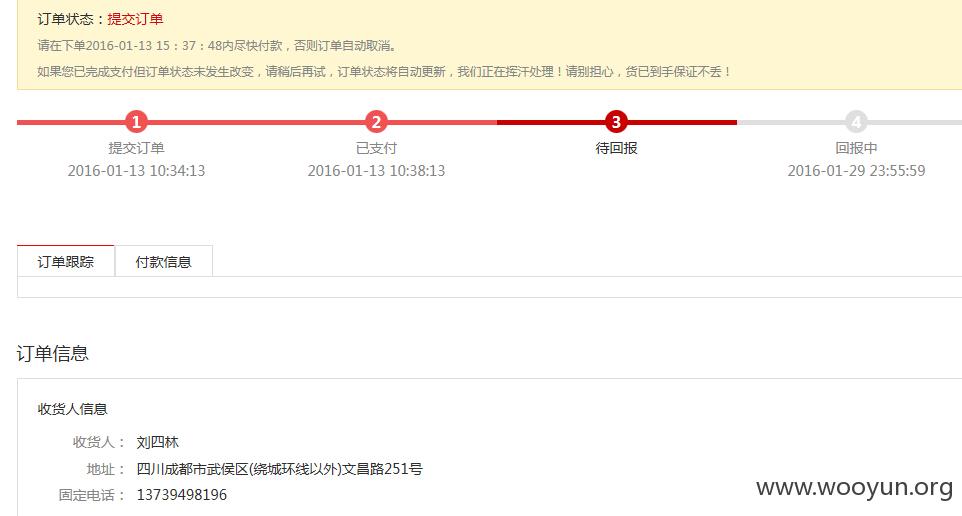 订单状态：提交订单
请在下单2016-01-13 15：37：48内尽快付款，否则订单自动取消。
如果您已完成支付但订单状态未发生改变，请稍后再试，订单状态将自动更新，我们正在挥汗处理！请别担心，货已到手保证不丢！
1 2 3 4
提交订单 已支付 待回报 回报中
2016-01-13 10:34:13 2016-01-13 10:38:13 2016-01-29 23:55:59
订单跟踪 付款信息
订单信息
收货人信息
收货人： 刘四林
地址： 四川成都市武侯区(绕城环线以外)文昌路251号
固定电话： 13739498196
www.wooyun.org